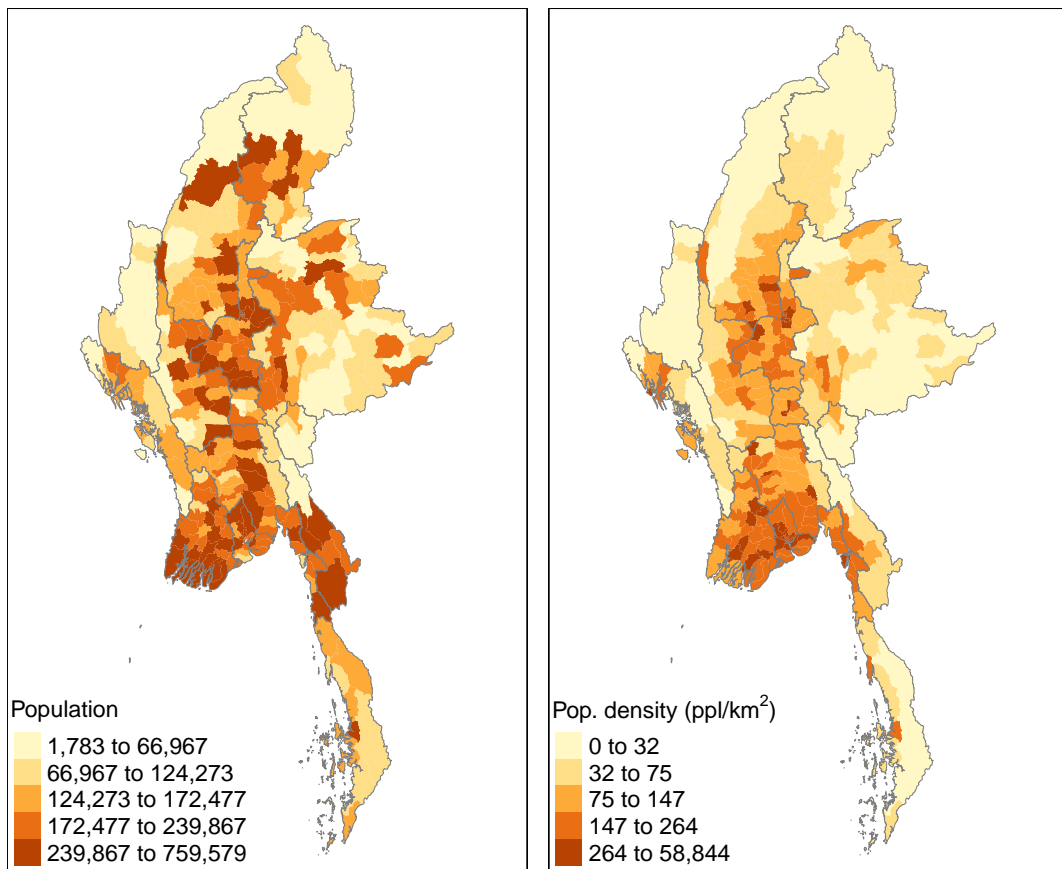 Population
1,783 to 66,967
66,967 to 124,273
124,273 to 172,477
172,477 to 239,867
239,867 to 759,579
Pop. density (ppl/km²)
0 to 32
32 to 75
75 to 147
147 to 264
264 to 58,844